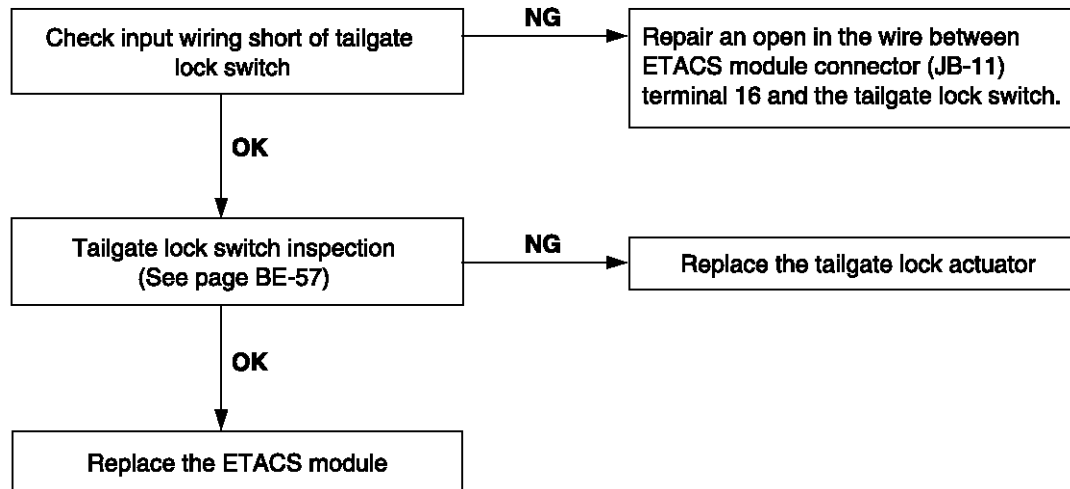 Check input wiring short of tailgate
lock switch
NG
Repair an open in the wire between
ETACS module connector (JB-11)
terminal 16 and the tailgate lock switch.
OK
Tailgate lock switch inspection
(See page BE-57)
NG
Replace the tailgate lock actuator
OK
Replace the ETACS module